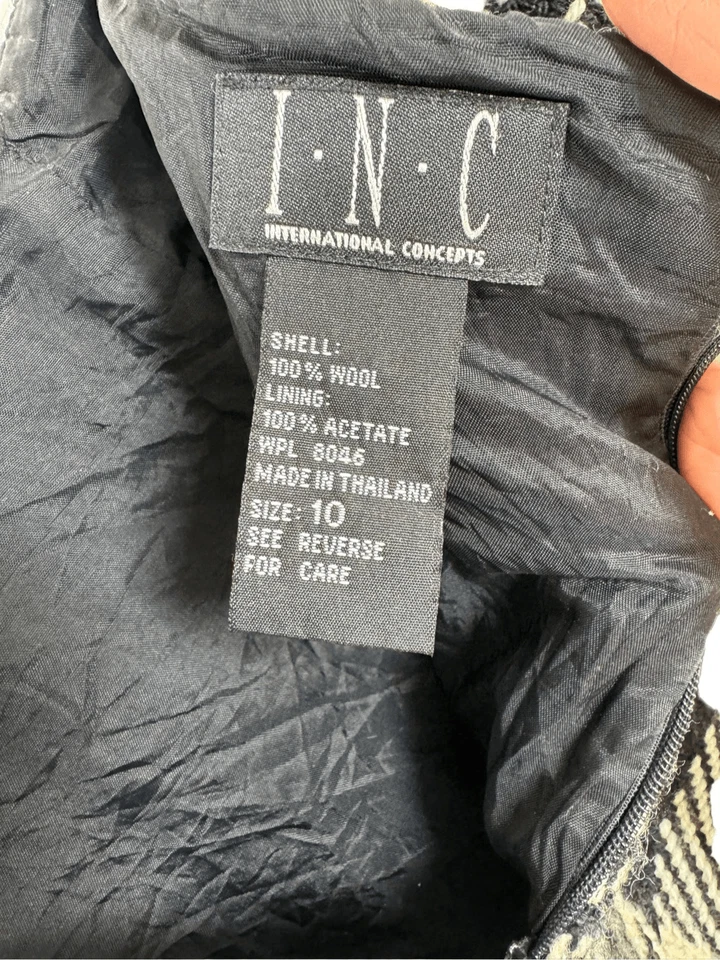 I·N·C
INTERNATIONAL CONCEPTS
SHELL:
100% WOOL
LINING:
100% ACETATE
WPL 8046
MADE IN THAILAND
SIZE: 10
SEE REVERSE
FOR CARE